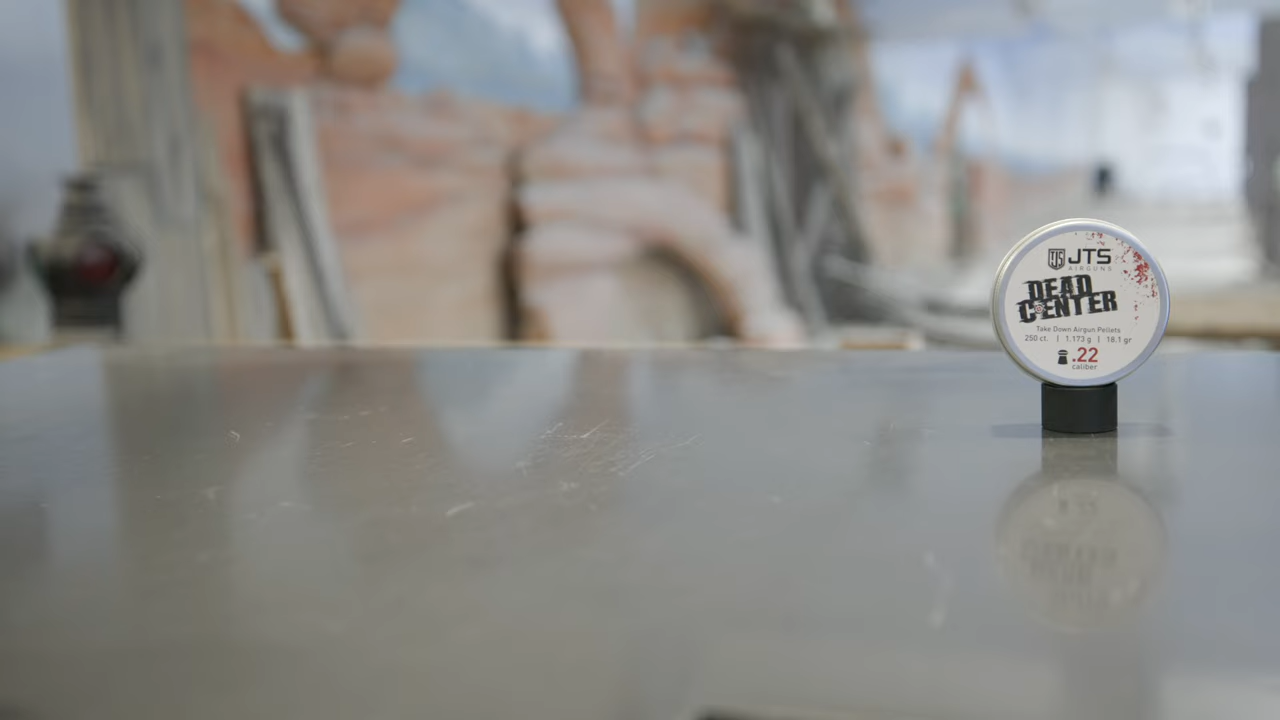 JTS
AIRGUNS
DEAD
CENTER
Take Down Airgun Pellets
250 ct. | 1.173 g | 18.1 gr
.22
caliber